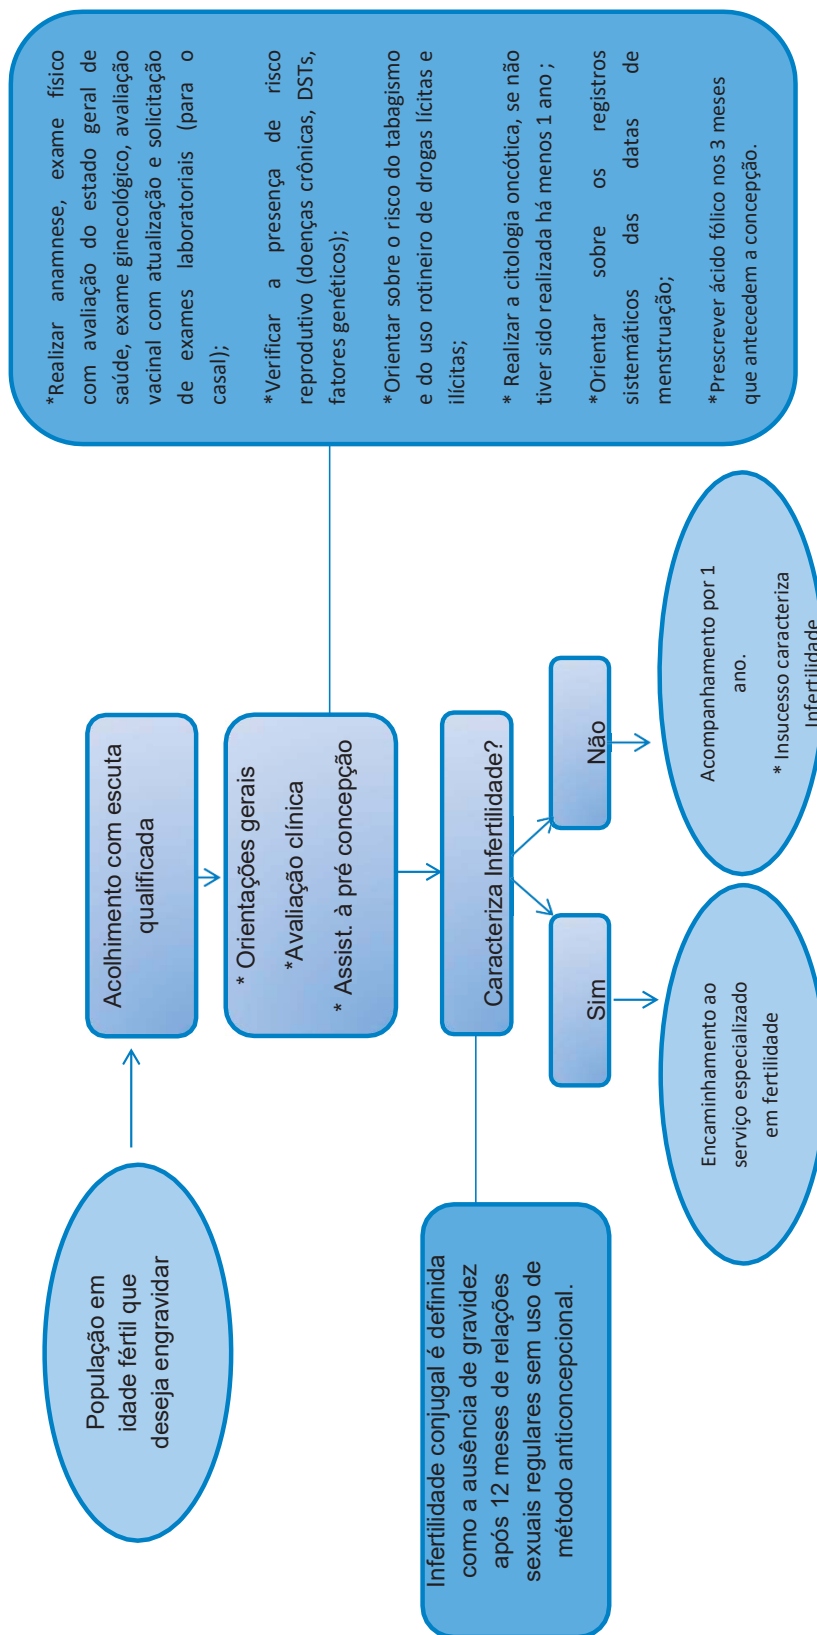 População em
idade fértil que
deseja engravidar
Acolhimento com escuta
qualificada
* Orientações gerais
*Avaliação clínica
* Assist. à pré concepção
*Realizar anamnese, exame físico
com avaliação do estado geral de
saúde, exame ginecológico, avaliação
vacinal com atualização e solicitação
de exames laboratoriais (para o
casal);
*Verificar a presença de risco
reprodutivo (doenças crônicas, DSTs,
fatores genéticos);
*Orientar sobre o risco do tabagismo
e do uso rotineiro de drogas lícitas e
ilícitas;
* Realizar a citologia oncótica, se não
tiver sido realizada há menos 1 ano ;
*Orientar sobre os registros
sistemáticos das datas de
menstruação;
*Prescrever ácido fólico nos 3 meses
que antecedem a concepção.
Infertilidade conjugal é definida
como a ausência de gravidez
após 12 meses de relações
sexuais regulares sem uso de
método anticoncepcional.
Caracteriza Infertilidade?
Sim
Não
Encaminhamento ao
serviço especializado
em fertilidade
Acompanhamento por 1
ano.
* Insucesso caracteriza
Infertilidade